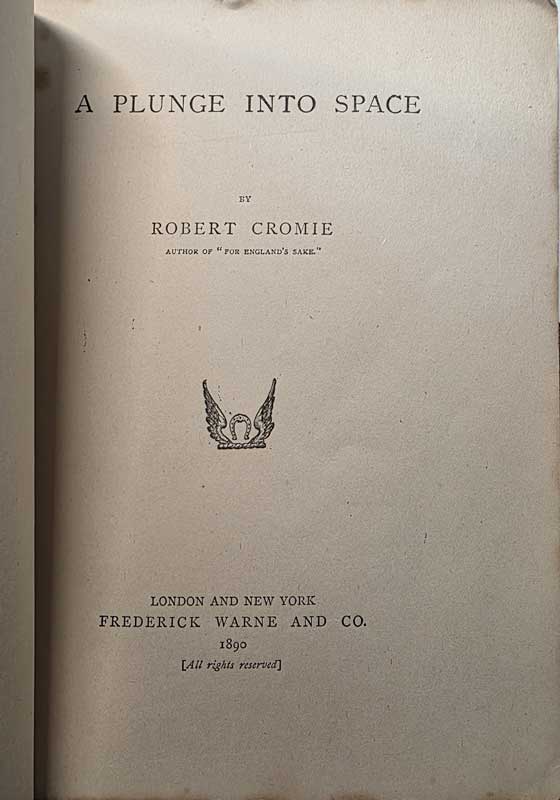 A PLUNGE INTO SPACE
BY
ROBERT CROMIE
AUTHOR OF "FOR ENGLAND'S SAKE."
LONDON AND NEW YORK
FREDERICK WARNE AND CO.
1890
[All rights reserved]